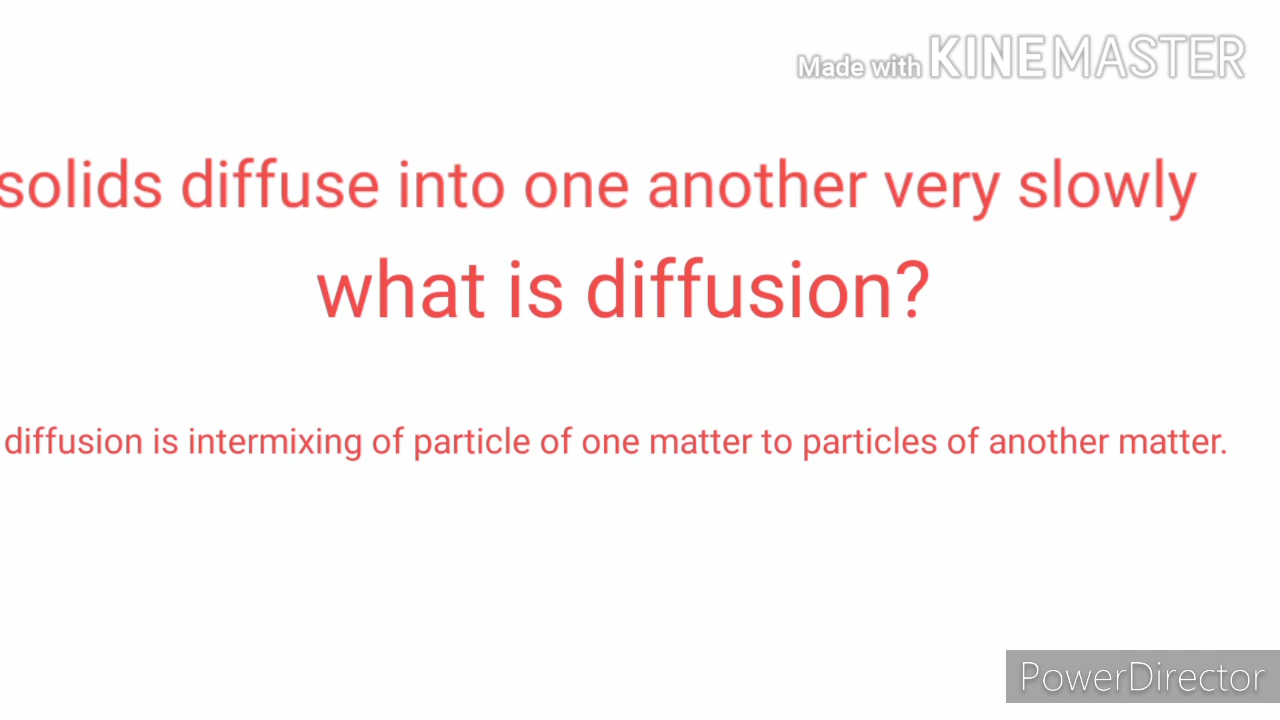 Made with KINEMASTER
solids diffuse into one another very slowly
what is diffusion?
diffusion is intermixing of particle of one matter to particles of another matter.
PowerDirector